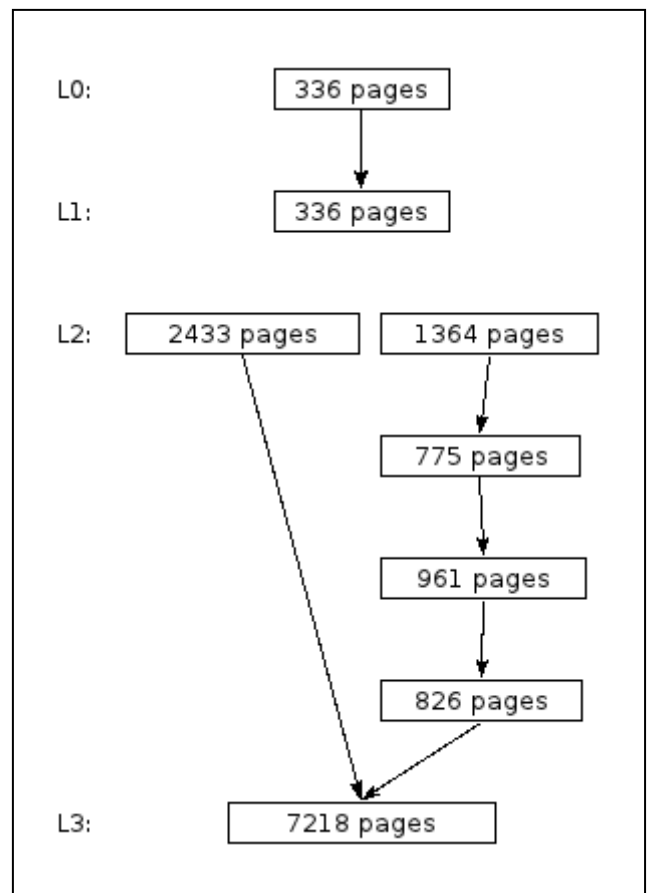 L0: 336 pages
L1: 336 pages
L2: 2433 pages 1364 pages
775 pages
961 pages
826 pages
L3: 7218 pages